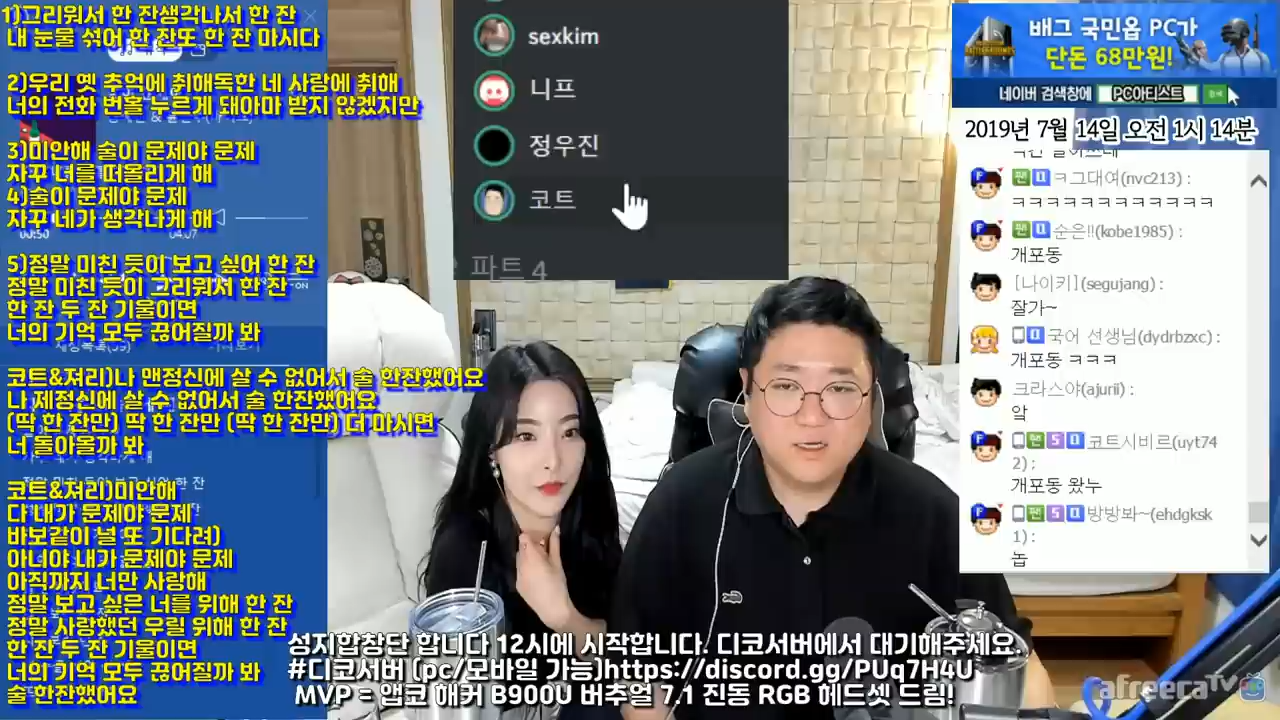 1)그리워서 한 잔생각나서 한 잔
내 눈물 섞어 한 잔또 한 잔 마시다
2)우리 옛 추억에 취해독한 네 사랑에 취해
너의 전화 번홀 누르게 돼아마 받지 않겠지만
3)미안해 술이 문제야 문제
자꾸 너를 떠올리게 해
4)술이 문제야 문제
자꾸 네가 생각나게 해
00:50
04:07
5)정말 미친 듯이 보고 싶어 한 잔
정말 미친 듯이 그리워서 한 잔
한 잔 두 잔 기울이면
너의 기억 모두 끊어질까 봐
코트&져리)나 맨정신에 살 수 없어서 술 한잔했어요
나 제정신에 살 수 없어서 술 한잔했어요
(딱 한 잔만) 딱 한 잔만 (딱 한 잔만) 더 마시면
너 돌아올까 봐
코트&져리)미안해
다 내가 문제야 문제
바보같이 널 또 기다려)
아녀야 내가 문제야 문제
아직까지 너만 사랑해
정말 보고 싶은 너를 위해 한 잔
정말 사랑했던 우릴 위해 한 잔
한 잔 두 잔 기울이면
너의 기억 모두 끊어질까 봐
술 한잔했어요
sexkim
니프
정우진
코트
파트 4
배그 국민욥 PC가
단돈 68만원!
네이버 검색창에 PC아티스트 검색
2019년 7월 14일 오전 1시 14분
팬 ㅋ그대여(nvc213) :
ㅋㅋㅋㅋㅋㅋㅋㅋㅋㅋㅋㅋ
팬 순은!!(kobe1985) :
개포동
[나이키](segujang) :
잘가~
국어 선생님(dydrbzxc) :
개포동 ㅋㅋㅋ
크라스야(ajurii) :
앜
팬 S 코트시비르(uyt74
2) :
개포동 왔누
팬 S 방방봐~(ehdgksk
1) :
놉
성지합창단 합니다 12시에 시작합니다. 디코서버에서 대기해주세요.
#디코서버 (pc/모바일 가능)https://discord.gg/PUq7H4U
MVP = 앱코 해커 B900U 버추얼 7.1 진동 RGB 헤드셋 드림!
afreecaTV